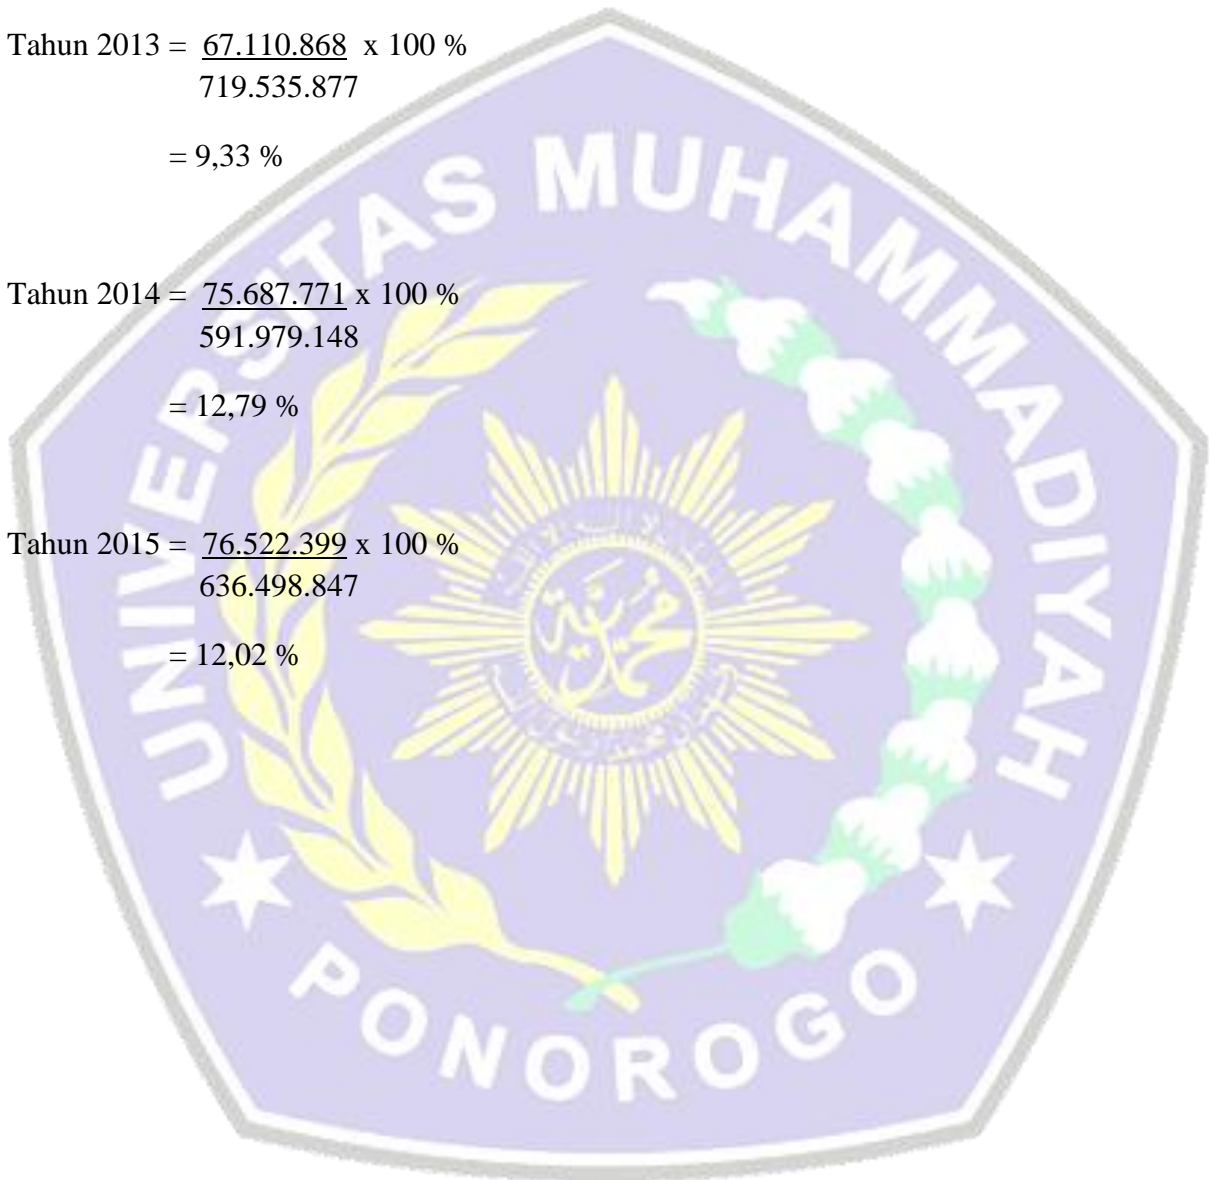 Tahun 2013 = 67.110.868 x 100 %
719.535.877
= 9,33 %
Tahun 2014 = 75.687.771 x 100 %
591.979.148
= 12,79 %
Tahun 2015 = 76.522.399 x 100 %
636.498.847
= 12,02 %
UNIVERSITAS MUHAMMADIYAH
PONOROGO